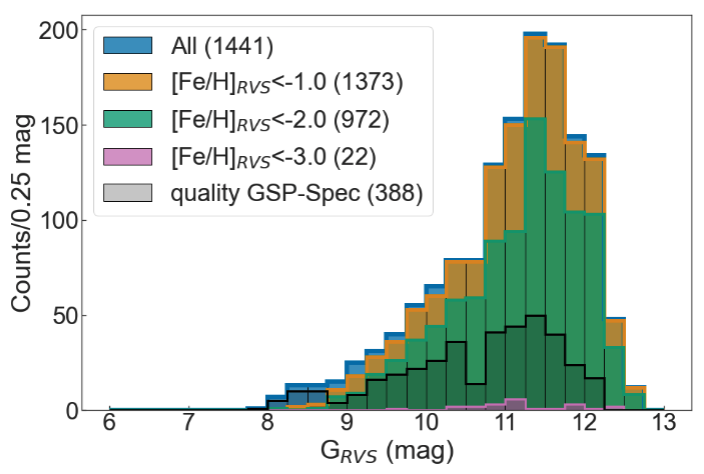 200
150
100
50
0
Counts/0.25 mag
All (1441)
[Fe/H]RVS<-1.0 (1373)
[Fe/H]RVS<-2.0 (972)
[Fe/H]RVS<-3.0 (22)
quality GSP-Spec (388)
6 7 8 9 10 11 12 13
GRVS (mag)